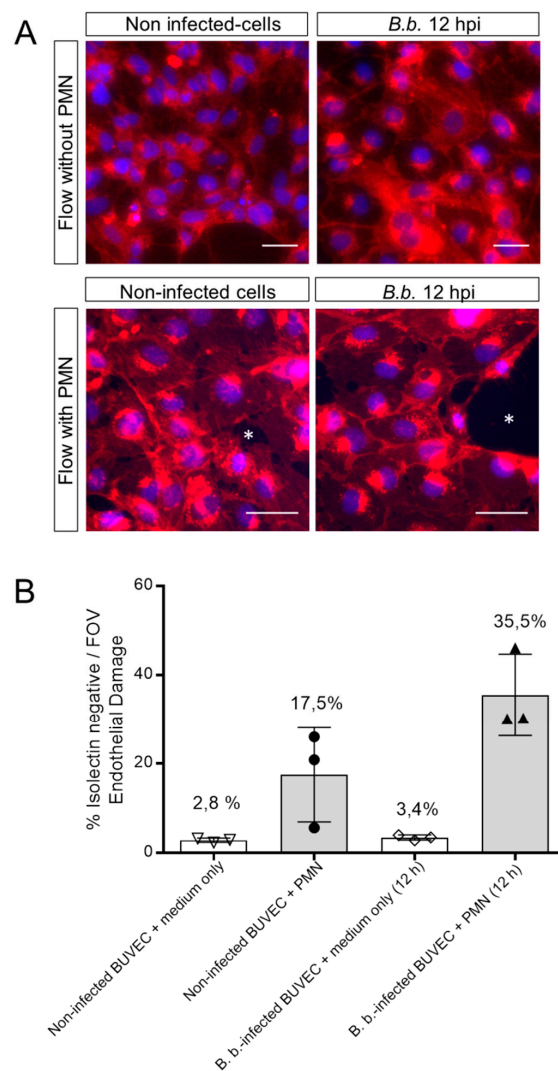 A
Non infected-cells
B.b. 12 hpi
Flow without PMN
Non-infected cells
B.b. 12 hpi
Flow with PMN
*
*
B
% Isolectin negative / FOV
Endothelial Damage
60
40
20
0
2,8 %
17,5%
3,4%
35,5%
Non-infected BUVEC + medium only
Non-infected BUVEC + PMN
B. b.-infected BUVEC + medium only (12 h)
B. b.-infected BUVEC + PMN (12 h)